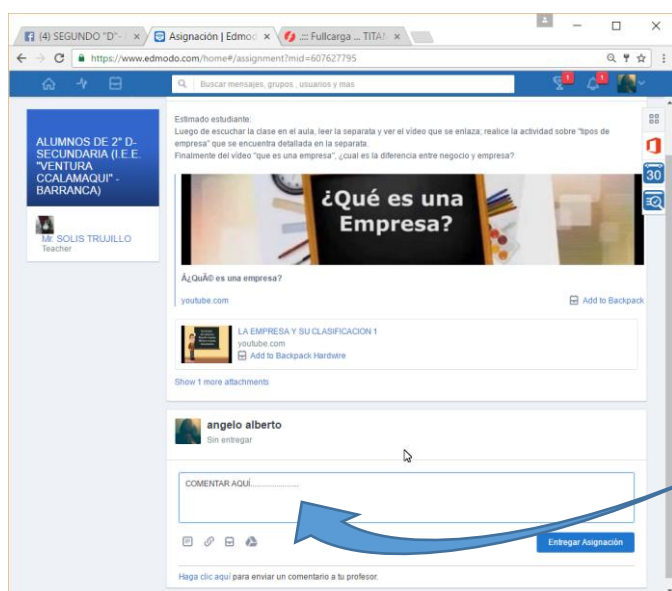 (4) SEGUNDO "D"-
Asignación | Edmod
.::: Fullcarga ... TITAN
https://www.edmodo.com/home#/assignment?mid=607627795
Buscar mensajes, grupos , usuarios y mas
1
1
ALUMNOS DE 2° D-
SECUNDARIA (I.E.E.
"VENTURA
CCALAMAQUI" -
BARRANCA)
Mr. SOLIS TRUJILLO
Teacher
Estimado estudiante:
Luego de escuchar la clase en el aula, leer la separata y ver el vídeo que se enlaza; realice la actividad sobre "tipos de
empresa" que se encuentra detallada en la separata.
Finalmente del vídeo "que es una empresa", ¿cual es la diferencia entre negocio y empresa?
¿Qué es una
Empresa?
Â¿QuÃ© es una empresa?
youtube.com
Add to Backpack
LA EMPRESA Y SU CLASIFICACION 1
youtube.com
Add to Backpack Hardwire
Show 1 more attachments
30
angelo alberto
Sin entregar
COMENTAR AQUÍ.....................
Entregar Asignación
Haga clic aquí para enviar un comentario a tu profesor.